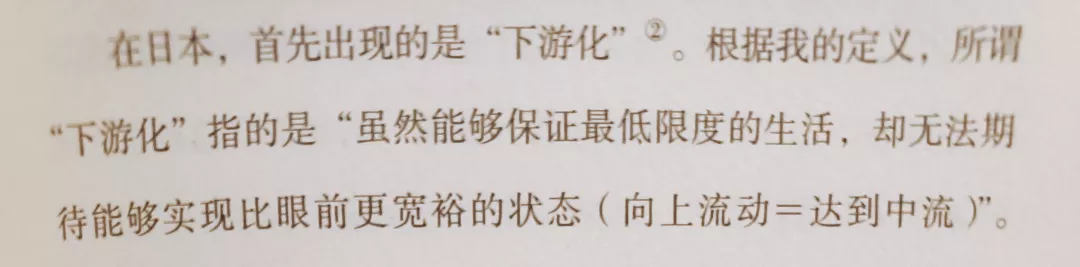 在日本，首先出现的是“下游化”②。根据我的定义，所谓
“下游化”指的是“虽然能够保证最低限度的生活，却无法期
待能够实现比眼前更宽裕的状态（向上流动＝达到中流）”。